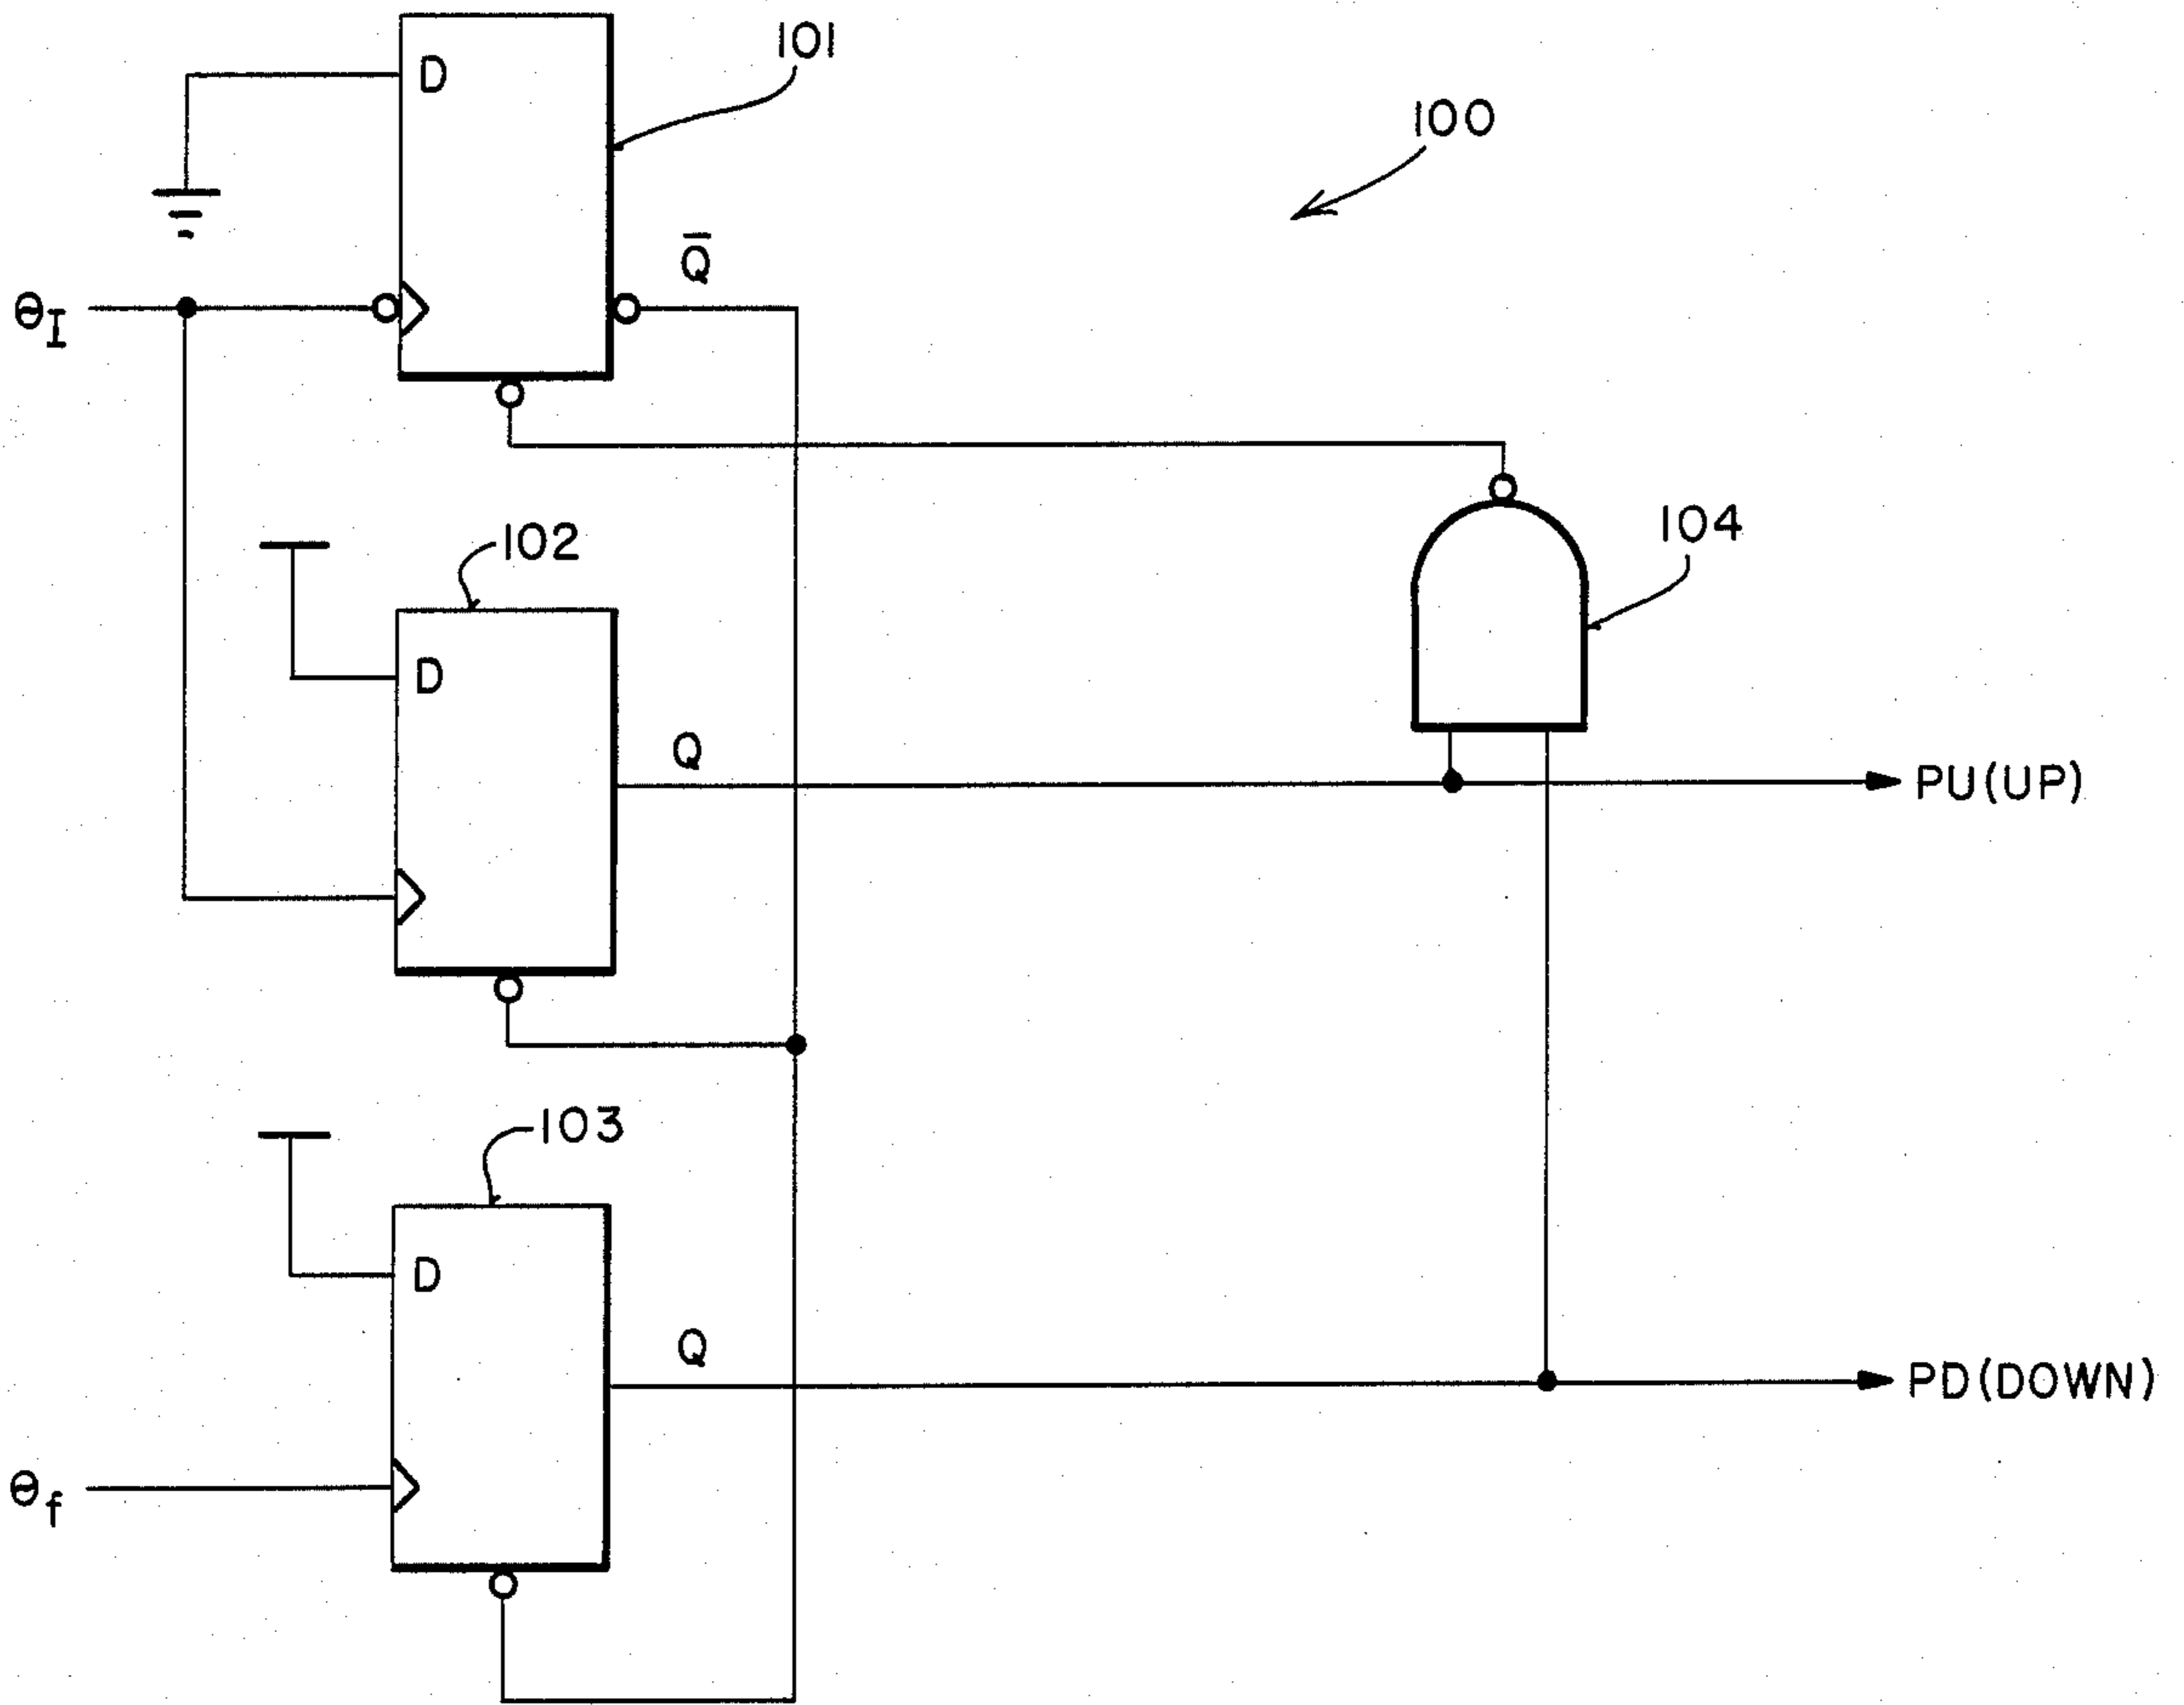 101
D
100
Q̅
θI
102
104
D
Q
PU(UP)
103
D
Q
PD(DOWN)
θf